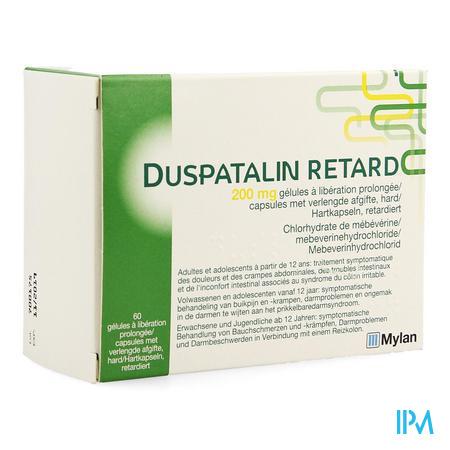 DUSPATALIN RETARD
200 mg gélules à libération prolongée/
capsules met verlengde afgifte, hard/
Hartkapseln, retardiert
Chlorhydrate de mébévérine/
mebeverinehydrochloride/
Mebeverinhydrochlorid
Adultes et adolescents à partir de 12 ans: traitement symptomatique
des douleurs et des crampes abdominales, des troubles intestinaux
et de l'inconfort intestinal associés au syndrome du côlon irritable.
Volwassenen en adolescenten vanaf 12 jaar: symptomatische
behandeling van buikpijn en -krampen, darmproblemen en ongemak
in de darmen te wijten aan het prikkelbaredarmsyndroom.
Erwachsene und Jugendliche ab 12 Jahren: symptomatische
Behandlung von Bauchschmerzen und -krämpfen, Darmproblemen
und Darmbeschwerden in Verbindung mit einem Reizkolon.
Mylan
60
gélules à libération
prolongée/
capsules met
verlengde afgifte,
hard/Hartkapseln,
retardiert
IPM